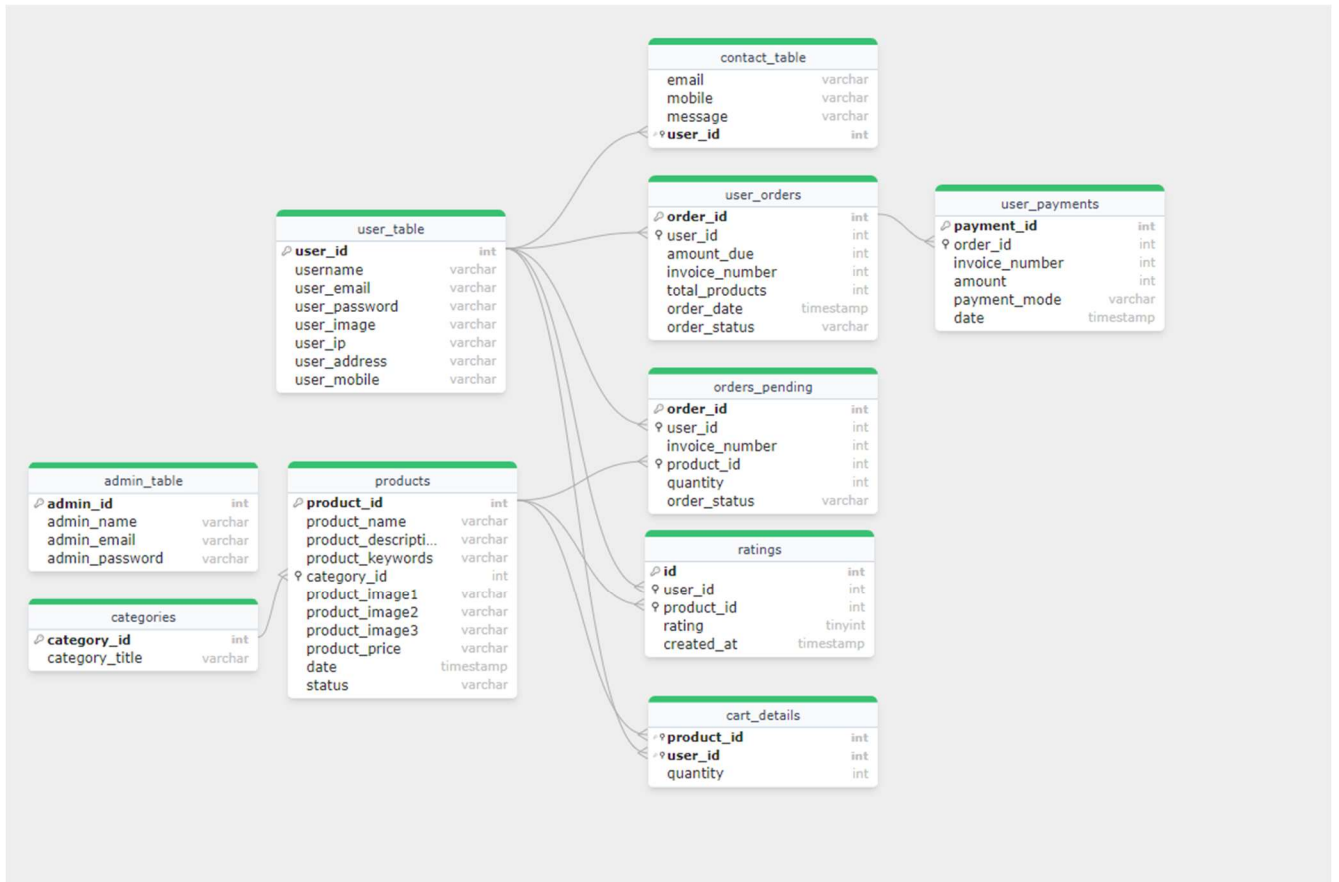 contact_table
email varchar
mobile varchar
message varchar
user_id int
user_orders
order_id int
user_id int
amount_due int
invoice_number int
total_products int
order_date timestamp
order_status varchar
user_payments
payment_id int
order_id int
invoice_number int
amount int
payment_mode varchar
date timestamp
user_table
user_id int
username varchar
user_email varchar
user_password varchar
user_image varchar
user_ip varchar
user_address varchar
user_mobile varchar
orders_pending
order_id int
user_id int
invoice_number int
product_id int
quantity int
order_status varchar
admin_table
admin_id int
admin_name varchar
admin_email varchar
admin_password varchar
products
product_id int
product_name varchar
product_descripti... varchar
product_keywords varchar
category_id int
product_image1 varchar
product_image2 varchar
product_image3 varchar
product_price varchar
date timestamp
status varchar
categories
category_id int
category_title varchar
ratings
id int
user_id int
product_id int
rating tinyint
created_at timestamp
cart_details
product_id int
user_id int
quantity int